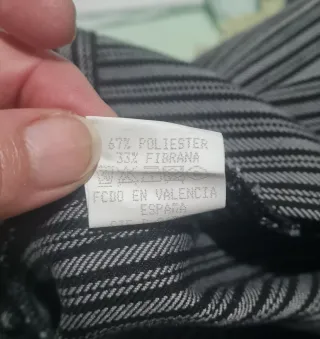 67% POLIESTER
33% FIBRANA
FCDO EN VALENCIA
ESPAÑA